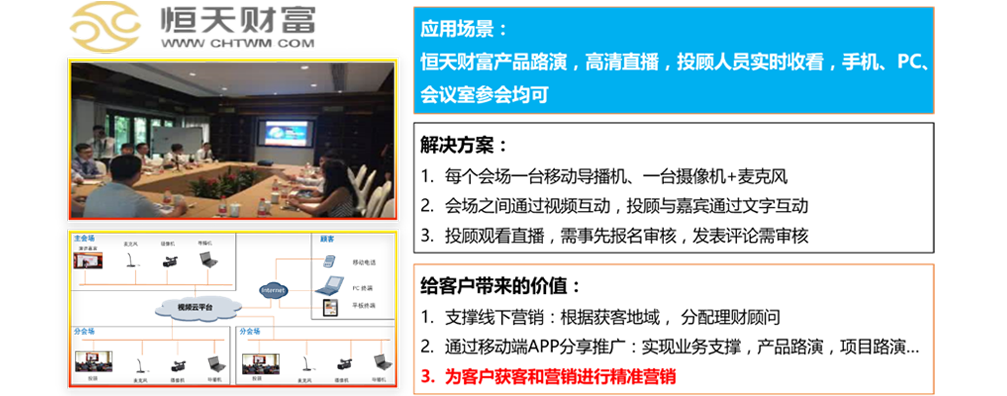 恒天财富
WWW.CHTWM.COM
应用场景：
恒天财富产品路演，高清直播，投顾人员实时收看，手机、PC、
会议室参会均可
解决方案：
1. 每个会场一台移动导播机、一台摄像机+麦克风
2. 会场之间通过视频互动，投顾与嘉宾通过文字互动
3. 投顾观看直播，需事先报名审核，发表评论需审核
主会场
麦克风
摄像机
导播机
顾客
移动电话
Internet
PC 终端
视频云平台
平板终端
分会场
分会场
投顾
麦克风
摄像机
导播机
投顾
麦克风
摄像机
导播机
给客户带来的价值：
1. 支撑线下营销：根据获客地域， 分配理财顾问
2. 通过移动端APP分享推广：实现业务支撑，产品路演，项目路演...
3. 为客户获客和营销进行精准营销